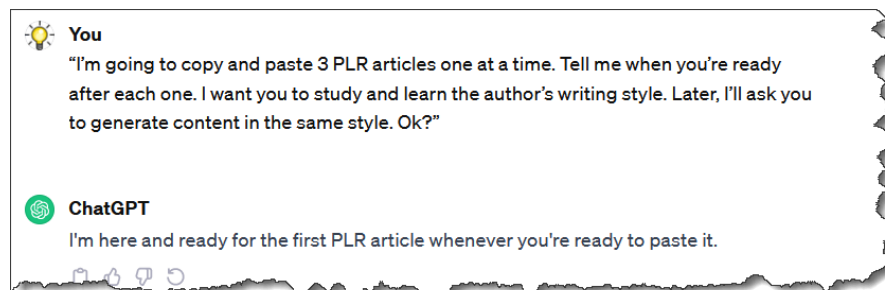 You
“I’m going to copy and paste 3 PLR articles one at a time. Tell me when you’re ready
after each one. I want you to study and learn the author’s writing style. Later, I’ll ask you
to generate content in the same style. Ok?”
ChatGPT
I'm here and ready for the first PLR article whenever you're ready to paste it.